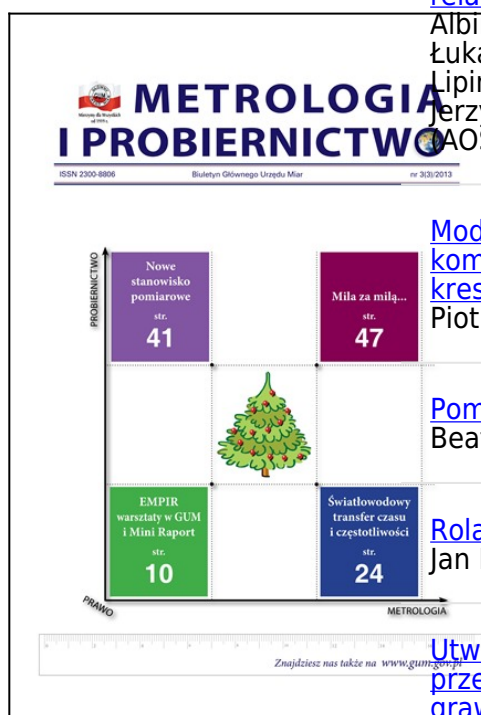 METROLOGIA
I PROBIERNICTWO
ISSN 2300-8806
Biuletyn Głównego Urzędu Miar
nr 3(3)/2013
PROBIERNICTWO
Nowe
stanowisko
pomiarowe
str.
41
Miła za milą...
str.
47
EMPIR
warsztaty w GUM
i Mini Raport
str.
10
Światłowodowy
transfer czasu
i częstotliwości
str.
24
PRAWO
METROLOGIA
Znajdziesz nas także na www.gum.gov.pl
Albi
Łuka
Lipin
Jerzy
(AOS
Mod
kom
kres
Piot
Pom
Bea
Rola
Jan
Utw
prze
graw